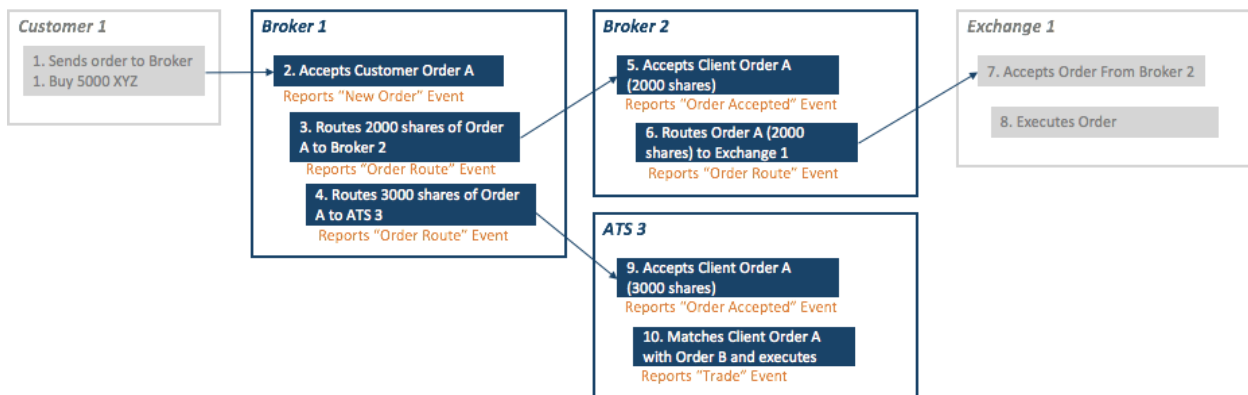 Customer 1
1. Sends order to Broker
1. Buy 5000 XYZ
Broker 1
2. Accepts Customer Order A
Reports "New Order" Event
3. Routes 2000 shares of Order
A to Broker 2
Reports "Order Route" Event
4. Routes 3000 shares of Order
A to ATS 3
Reports "Order Route" Event
Broker 2
5. Accepts Client Order A
(2000 shares)
Reports "Order Accepted" Event
6. Routes Order A (2000
shares) to Exchange 1
Reports "Order Route" Event
Exchange 1
7. Accepts Order From Broker 2
8. Executes Order
ATS 3
9. Accepts Client Order A
(3000 shares)
Reports "Order Accepted" Event
10. Matches Client Order A
with Order B and executes
Reports "Trade" Event